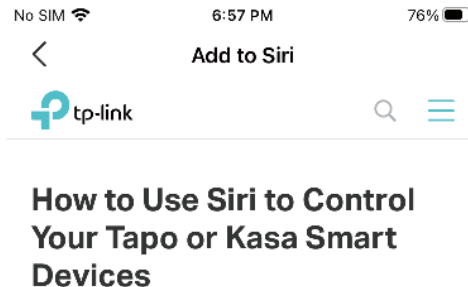 No SIM 6:57 PM 76%
Add to Siri
tp-link
How to Use Siri to Control
Your Tapo or Kasa Smart
Devices